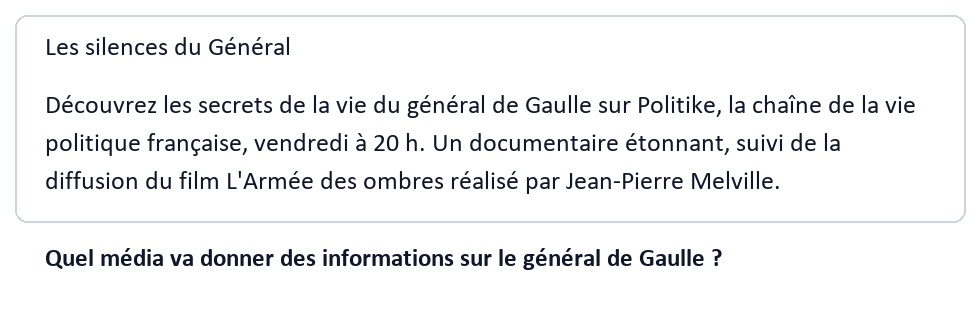 Les silences du Général
Découvrez les secrets de la vie du général de Gaulle sur Politike, la chaîne de la vie
politique française, vendredi à 20 h. Un documentaire étonnant, suivi de la
diffusion du film L'Armée des ombres réalisé par Jean-Pierre Melville.
Quel média va donner des informations sur le général de Gaulle ?